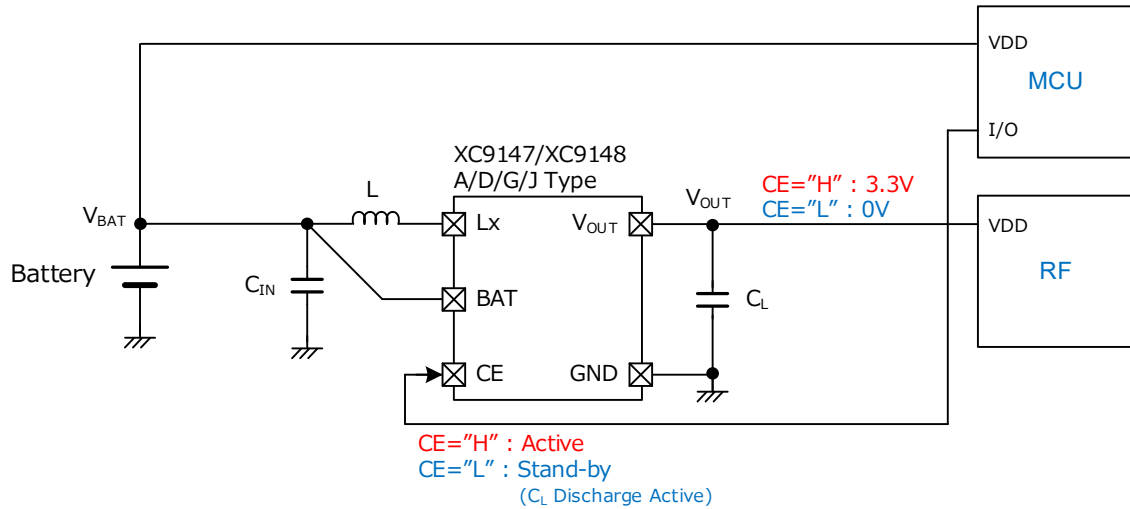 VDD
MCU
I/O
XC9147/XC9148
A/D/G/J Type
CE=”H” : 3.3V
CE=”L” : 0V
L
VBAT
VOUT
Lx
VOUT
VDD
Battery
CIN
BAT
CL
RF
CE
GND
CE=”H” : Active
CE=”L” : Stand-by
(CL Discharge Active)